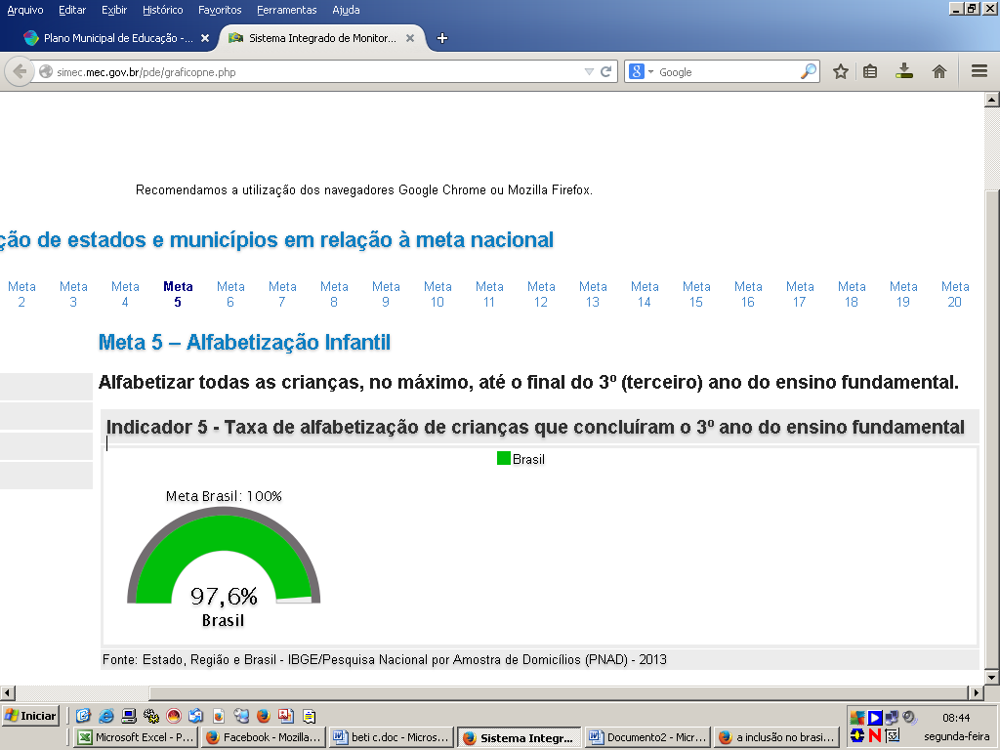 Arquivo Editar Exibir Histórico Favoritos Ferramentas Ajuda
Plano Municipal de Educação -... Sistema Integrado de Monitor...
simec.mec.gov.br/pde/graficopne.php Google
Recomendamos a utilização dos navegadores Google Chrome ou Mozilla Firefox.
ção de estados e municípios em relação à meta nacional
Meta 2 Meta 3 Meta 4 Meta 5 Meta 6 Meta 7 Meta 8 Meta 9 Meta 10 Meta 11 Meta 12 Meta 13 Meta 14 Meta 15 Meta 16 Meta 17 Meta 18 Meta 19 Meta 20
Meta 5 – Alfabetização Infantil
Alfabetizar todas as crianças, no máximo, até o final do 3º (terceiro) ano do ensino fundamental.
Indicador 5 - Taxa de alfabetização de crianças que concluíram o 3º ano do ensino fundamental
Brasil
Meta Brasil: 100%
97,6%
Brasil
Fonte: Estado, Região e Brasil - IBGE/Pesquisa Nacional por Amostra de Domicílios (PNAD) - 2013
Iniciar 08:44
Microsoft Excel - P... Facebook - Mozilla... beti c.doc - Micros... Sistema Integr... Documento2 - Micr... a inclusão no brasi... segunda-feira